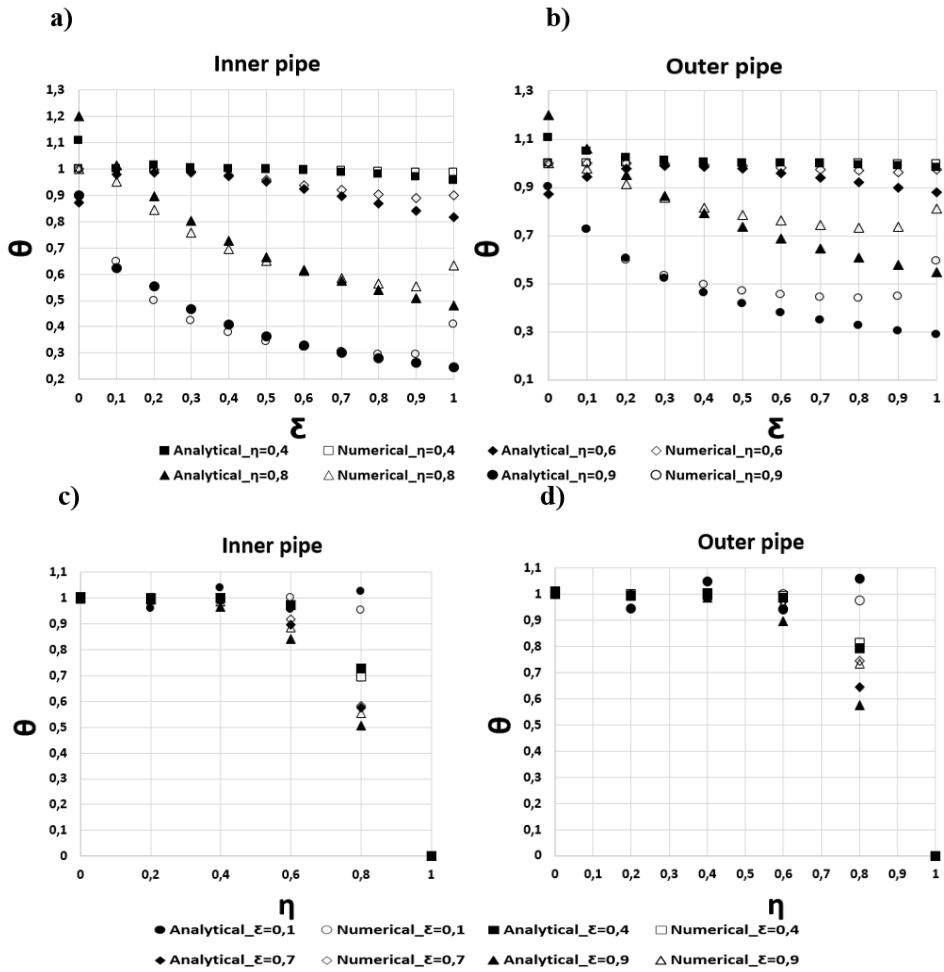 a)
Inner pipe
1,3
1,2
1,1
1
0,9
0,8
0,7
0,6
0,5
0,4
0,3
0,2
θ
0 0,1 0,2 0,3 0,4 0,5 0,6 0,7 0,8 0,9 1
Ɛ
b)
Outer pipe
1,3
1,1
0,9
0,7
0,5
0,3
0,1
θ
0 0,1 0,2 0,3 0,4 0,5 0,6 0,7 0,8 0,9 1
Ɛ
Analytical_η=0,4 Numerical_η=0,4 Analytical_η=0,6 Numerical_η=0,6
Analytical_η=0,8 Numerical_η=0,8 Analytical_η=0,9 Numerical_η=0,9
c)
Inner pipe
1,1
1
0,9
0,8
0,7
0,6
0,5
0,4
0,3
0,2
0,1
0
θ
0 0,2 0,4 0,6 0,8 1
η
d)
Outer pipe
1,1
1
0,9
0,8
0,7
0,6
0,5
0,4
0,3
0,2
0,1
0
θ
0 0,1 0,2 0,3 0,4 0,5 0,6 0,7 0,8 0,9 1
η
Analytical_Ɛ=0,1 Numerical_Ɛ=0,1 Analytical_Ɛ=0,4 Numerical_Ɛ=0,4
Analytical_Ɛ=0,7 Numerical_Ɛ=0,7 Analytical_Ɛ=0,9 Numerical_Ɛ=0,9